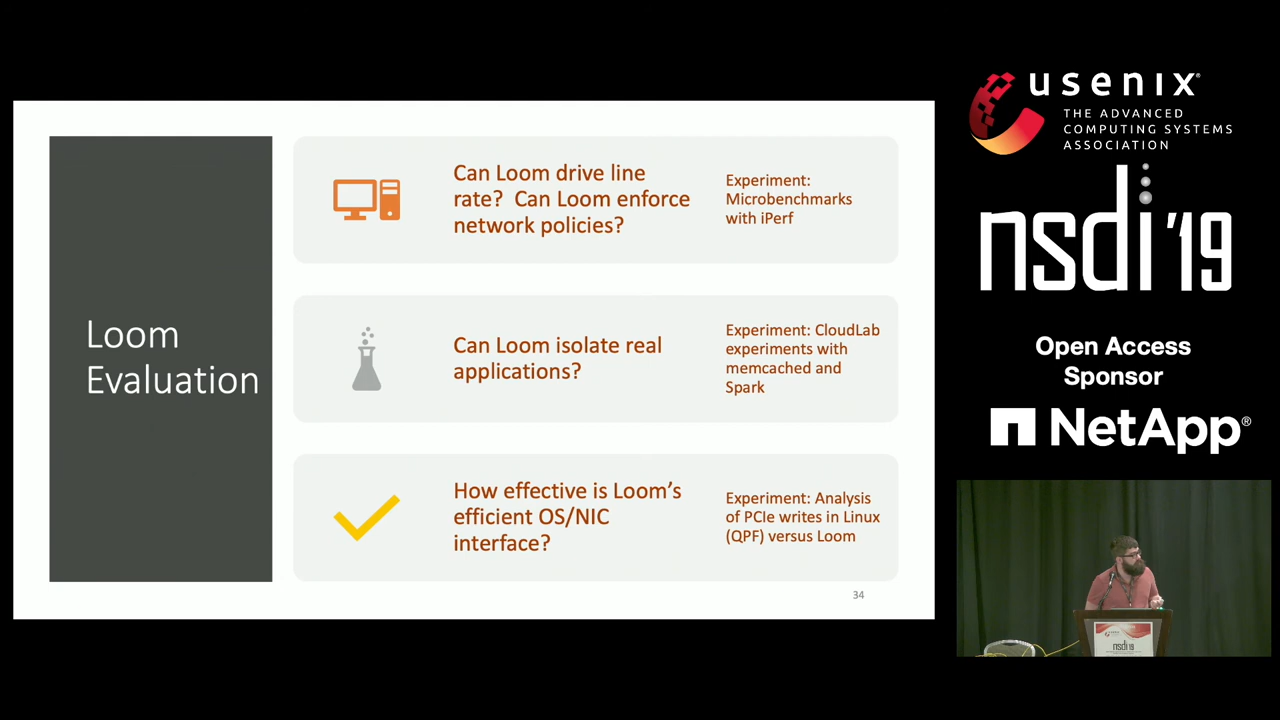 Loom
Evaluation
Can Loom drive line
rate? Can Loom enforce
network policies?
Experiment:
Microbenchmarks
with iPerf
Can Loom isolate real
applications?
Experiment: CloudLab
experiments with
memcached and
Spark
How effective is Loom's
efficient OS/NIC
interface?
Experiment: Analysis
of PCIe writes in Linux
(QPF) versus Loom
34
usenix®
THE ADVANCED
COMPUTING SYSTEMS
ASSOCIATION
nsdi '19
Open Access
Sponsor
NetApp®
usenix
nsdi 19